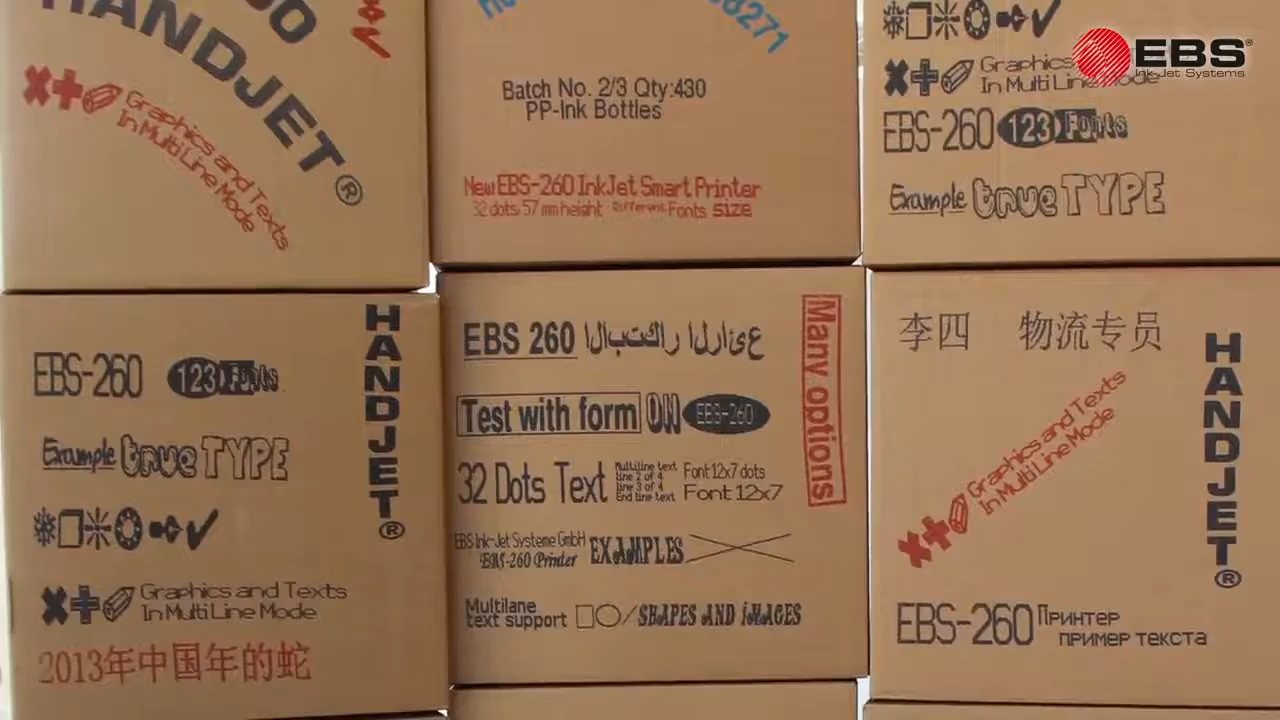 HANDJET®
Graphics and Texts
In Multi Line Mode
Batch No. 2/3 Qty:430
PP-Ink Bottles
New EBS-260 InkJet Smart Printer
32 dots 57 mm height Different Fonts size
EBS®
Ink Jet Systems
Graphics and Texts
In Multi Line Mode
EBS-260 123 Fonts
Example true TYPE
EBS-260 123 Fonts
Example true TYPE
Graphics and Texts
In Multi Line Mode
2013年中国年的蛇
HANDJET®
EBS 260 الابتكار الرائع
Test with form ON EBS-260
32 Dots Text
Multiline text
line 2 of 4
line 3 of 4
End line text
Font 12x7 dots
Font 12x7
EBS Ink-Jet Systeme GmbH
EBS-260 Printer
EXAMPLES
Multilane
text support
SHAPES AND iMAGES
Many options
李四 物流专员
Graphics and Texts
In Multi Line Mode
HANDJET®
EBS-260
Принтер
пример текста